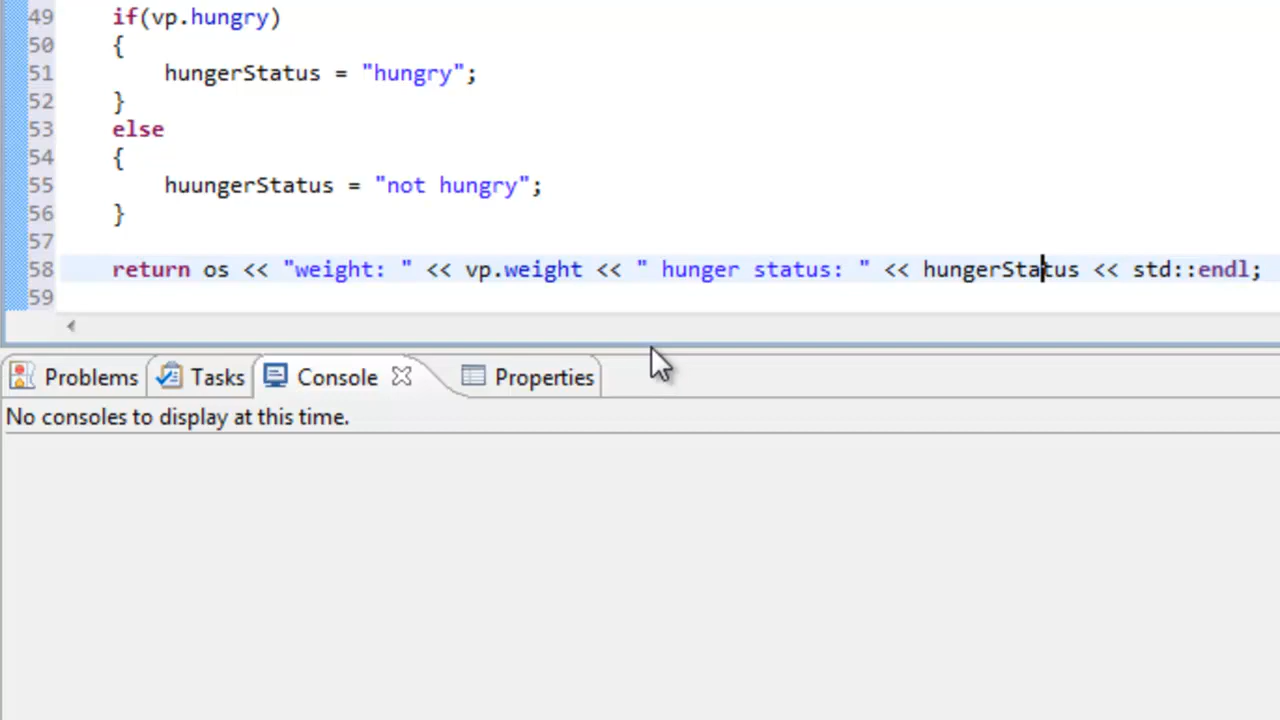 49 if(vp.hungry)
50 {
51 hungerStatus = "hungry";
52 }
53 else
54 {
55 huungerStatus = "not hungry";
56 }
57
58 return os << "weight: " << vp.weight << " hunger status: " << hungerStatus << std::endl;
59
Problems Tasks Console Properties
No consoles to display at this time.